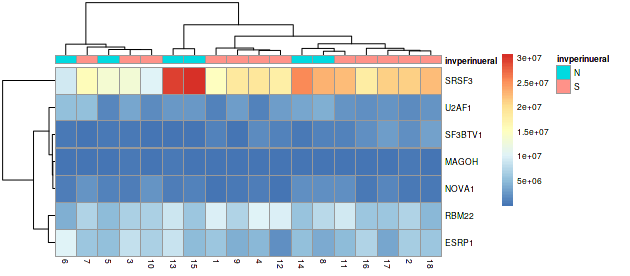 invperinueral
3e+07
2.5e+07
2e+07
1.5e+07
1e+07
5e+06
invperinueral
N
S
SRSF3
U2AF1
SF3BTV1
MAGOH
NOVA1
RBM22
ESRP1
6 7 5 3 10 13 15 1 9 4 12 14 8 11 16 17 2 18